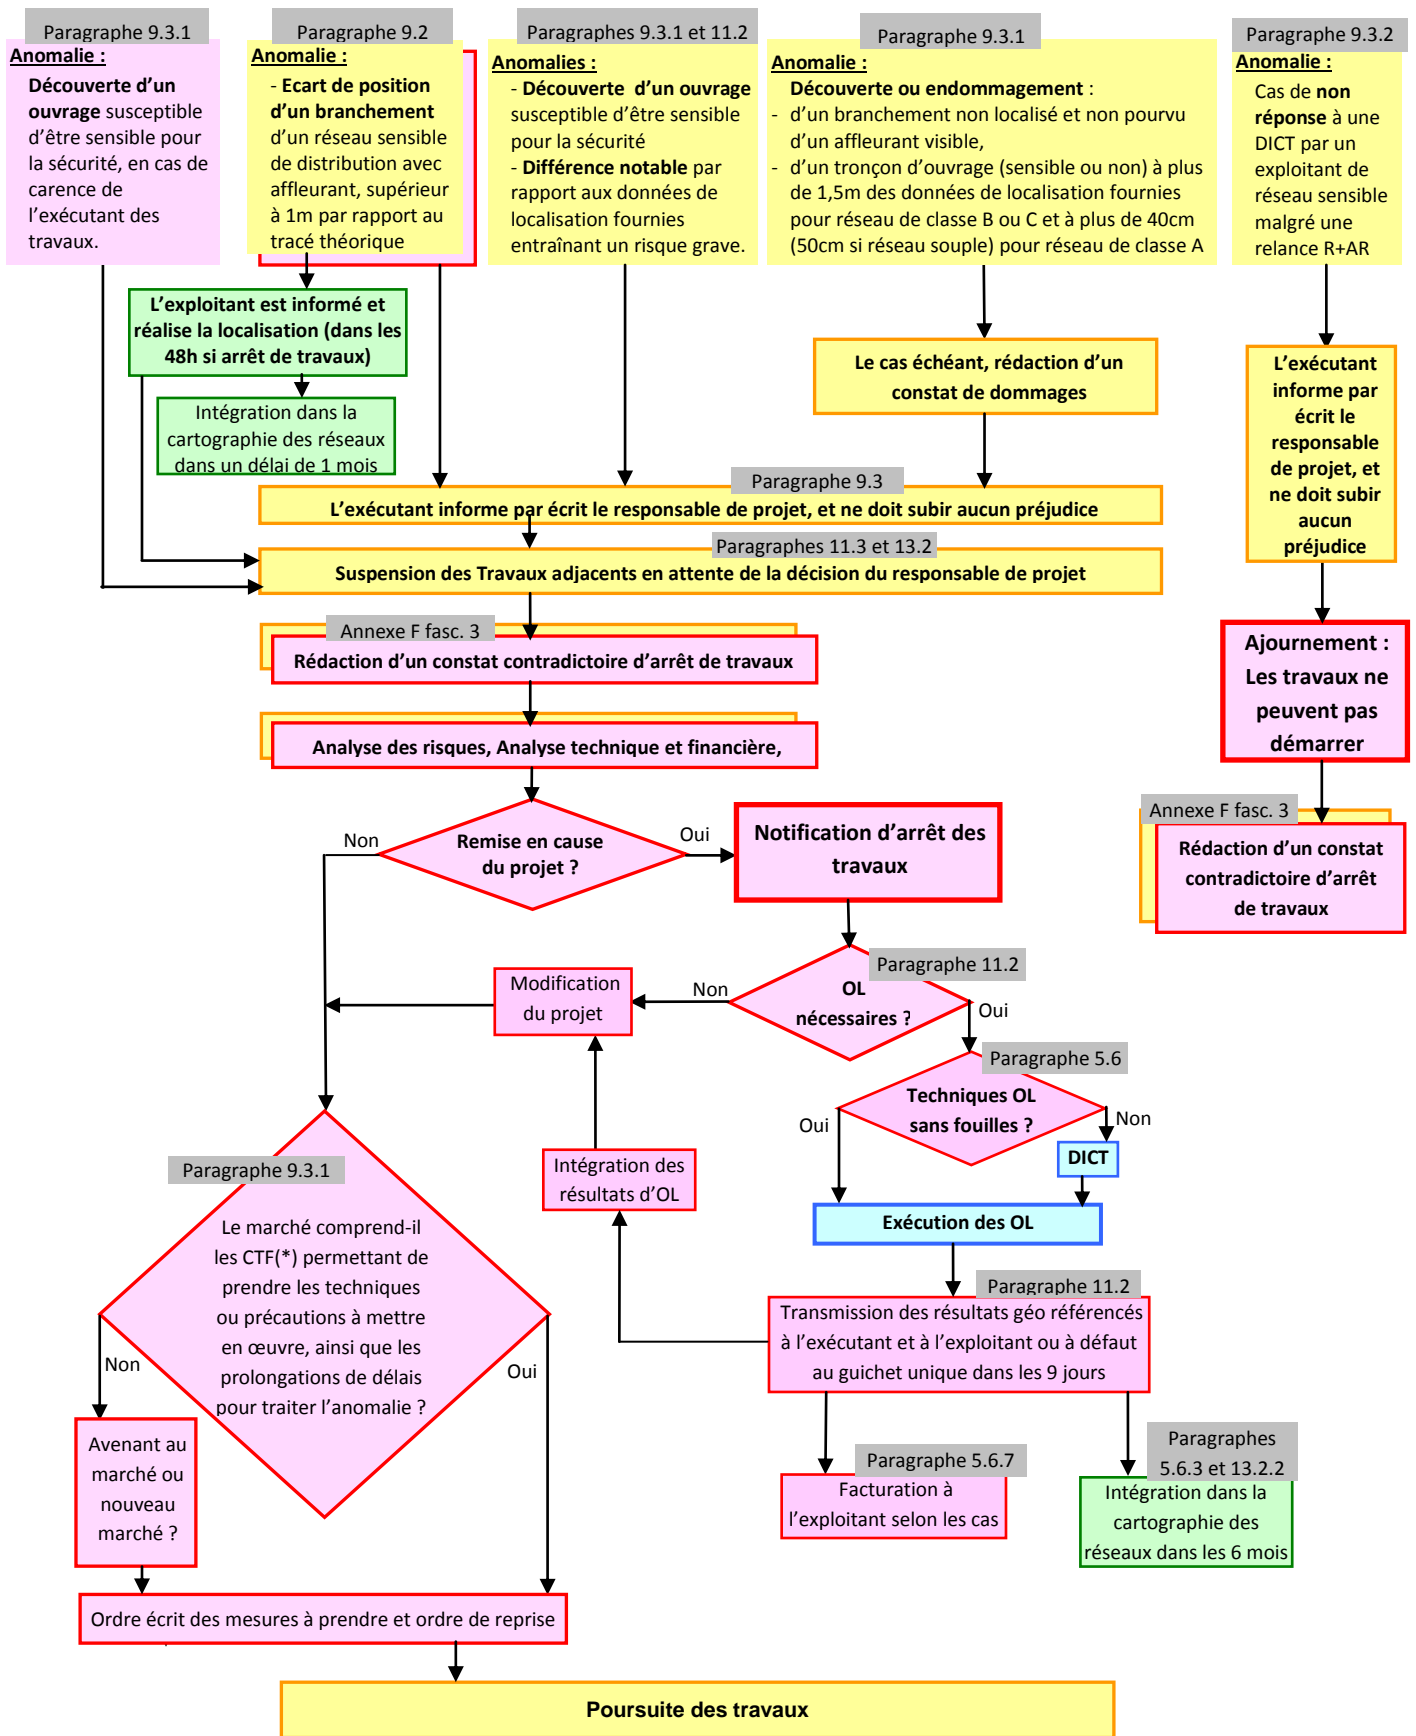 Paragraphe 9.3.1
Anomalie :
Découverte d’un
ouvrage susceptible
d’être sensible pour
la sécurité, en cas de
carence de
l’exécutant des
travaux.
Paragraphe 9.2
Anomalie :
- Ecart de position
d’un branchement
d’un réseau sensible
de distribution avec
affleurant, supérieur
à 1m par rapport au
tracé théorique
Paragraphes 9.3.1 et 11.2
Anomalies :
- Découverte d’un ouvrage
susceptible d’être sensible
pour la sécurité
- Différence notable par
rapport aux données de
localisation fournies
entraînant un risque grave.
Paragraphe 9.3.1
Anomalie :
Découverte ou endommagement :
- d’un branchement non localisé et non pourvu
d’un affleurant visible,
- d’un tronçon d’ouvrage (sensible ou non) à plus
de 1,5m des données de localisation fournies
pour réseau de classe B ou C et à plus de 40cm
(50cm si réseau souple) pour réseau de classe A
Paragraphe 9.3.2
Anomalie :
Cas de non
réponse à une
DICT par un
exploitant de
réseau sensible
malgré une
relance R+AR
L’exploitant est informé et
réalise la localisation (dans les
48h si arrêt de travaux)
Intégration dans la
cartographie des réseaux
dans un délai de 1 mois
Le cas échéant, rédaction d’un
constat de dommages
L’exécutant
informe par
écrit le
responsable
de projet, et
ne doit subir
aucun
préjudice
Paragraphe 9.3
L’exécutant informe par écrit le responsable de projet, et ne doit subir aucun préjudice
Paragraphes 11.3 et 13.2
Suspension des Travaux adjacents en attente de la décision du responsable de projet
Annexe F fasc. 3
Rédaction d’un constat contradictoire d’arrêt de travaux
Ajournement :
Les travaux ne
peuvent pas
démarrer
Analyse des risques, Analyse technique et financière,
Annexe F fasc. 3
Rédaction d’un constat
contradictoire d’arrêt
de travaux
Non
Remise en cause
du projet ?
Oui
Notification d’arrêt des
travaux
Paragraphe 11.2
OL
nécessaires ?
Non
Oui
Modification
du projet
Paragraphe 5.6
Techniques OL
sans fouilles ?
Oui
Non
DICT
Intégration des
résultats d’OL
Exécution des OL
Paragraphe 9.3.1
Le marché comprend-il
les CTF(*) permettant de
prendre les techniques
ou précautions à mettre
en œuvre, ainsi que les
prolongations de délais
pour traiter l’anomalie ?
Non
Oui
Paragraphe 11.2
Transmission des résultats géo référencés
à l’exécutant et à l’exploitant ou à défaut
au guichet unique dans les 9 jours
Avenant au
marché ou
nouveau
marché ?
Paragraphe 5.6.7
Facturation à
l’exploitant selon les cas
Paragraphes
5.6.3 et 13.2.2
Intégration dans la
cartographie des
réseaux dans les 6 mois
Ordre écrit des mesures à prendre et ordre de reprise
Poursuite des travaux